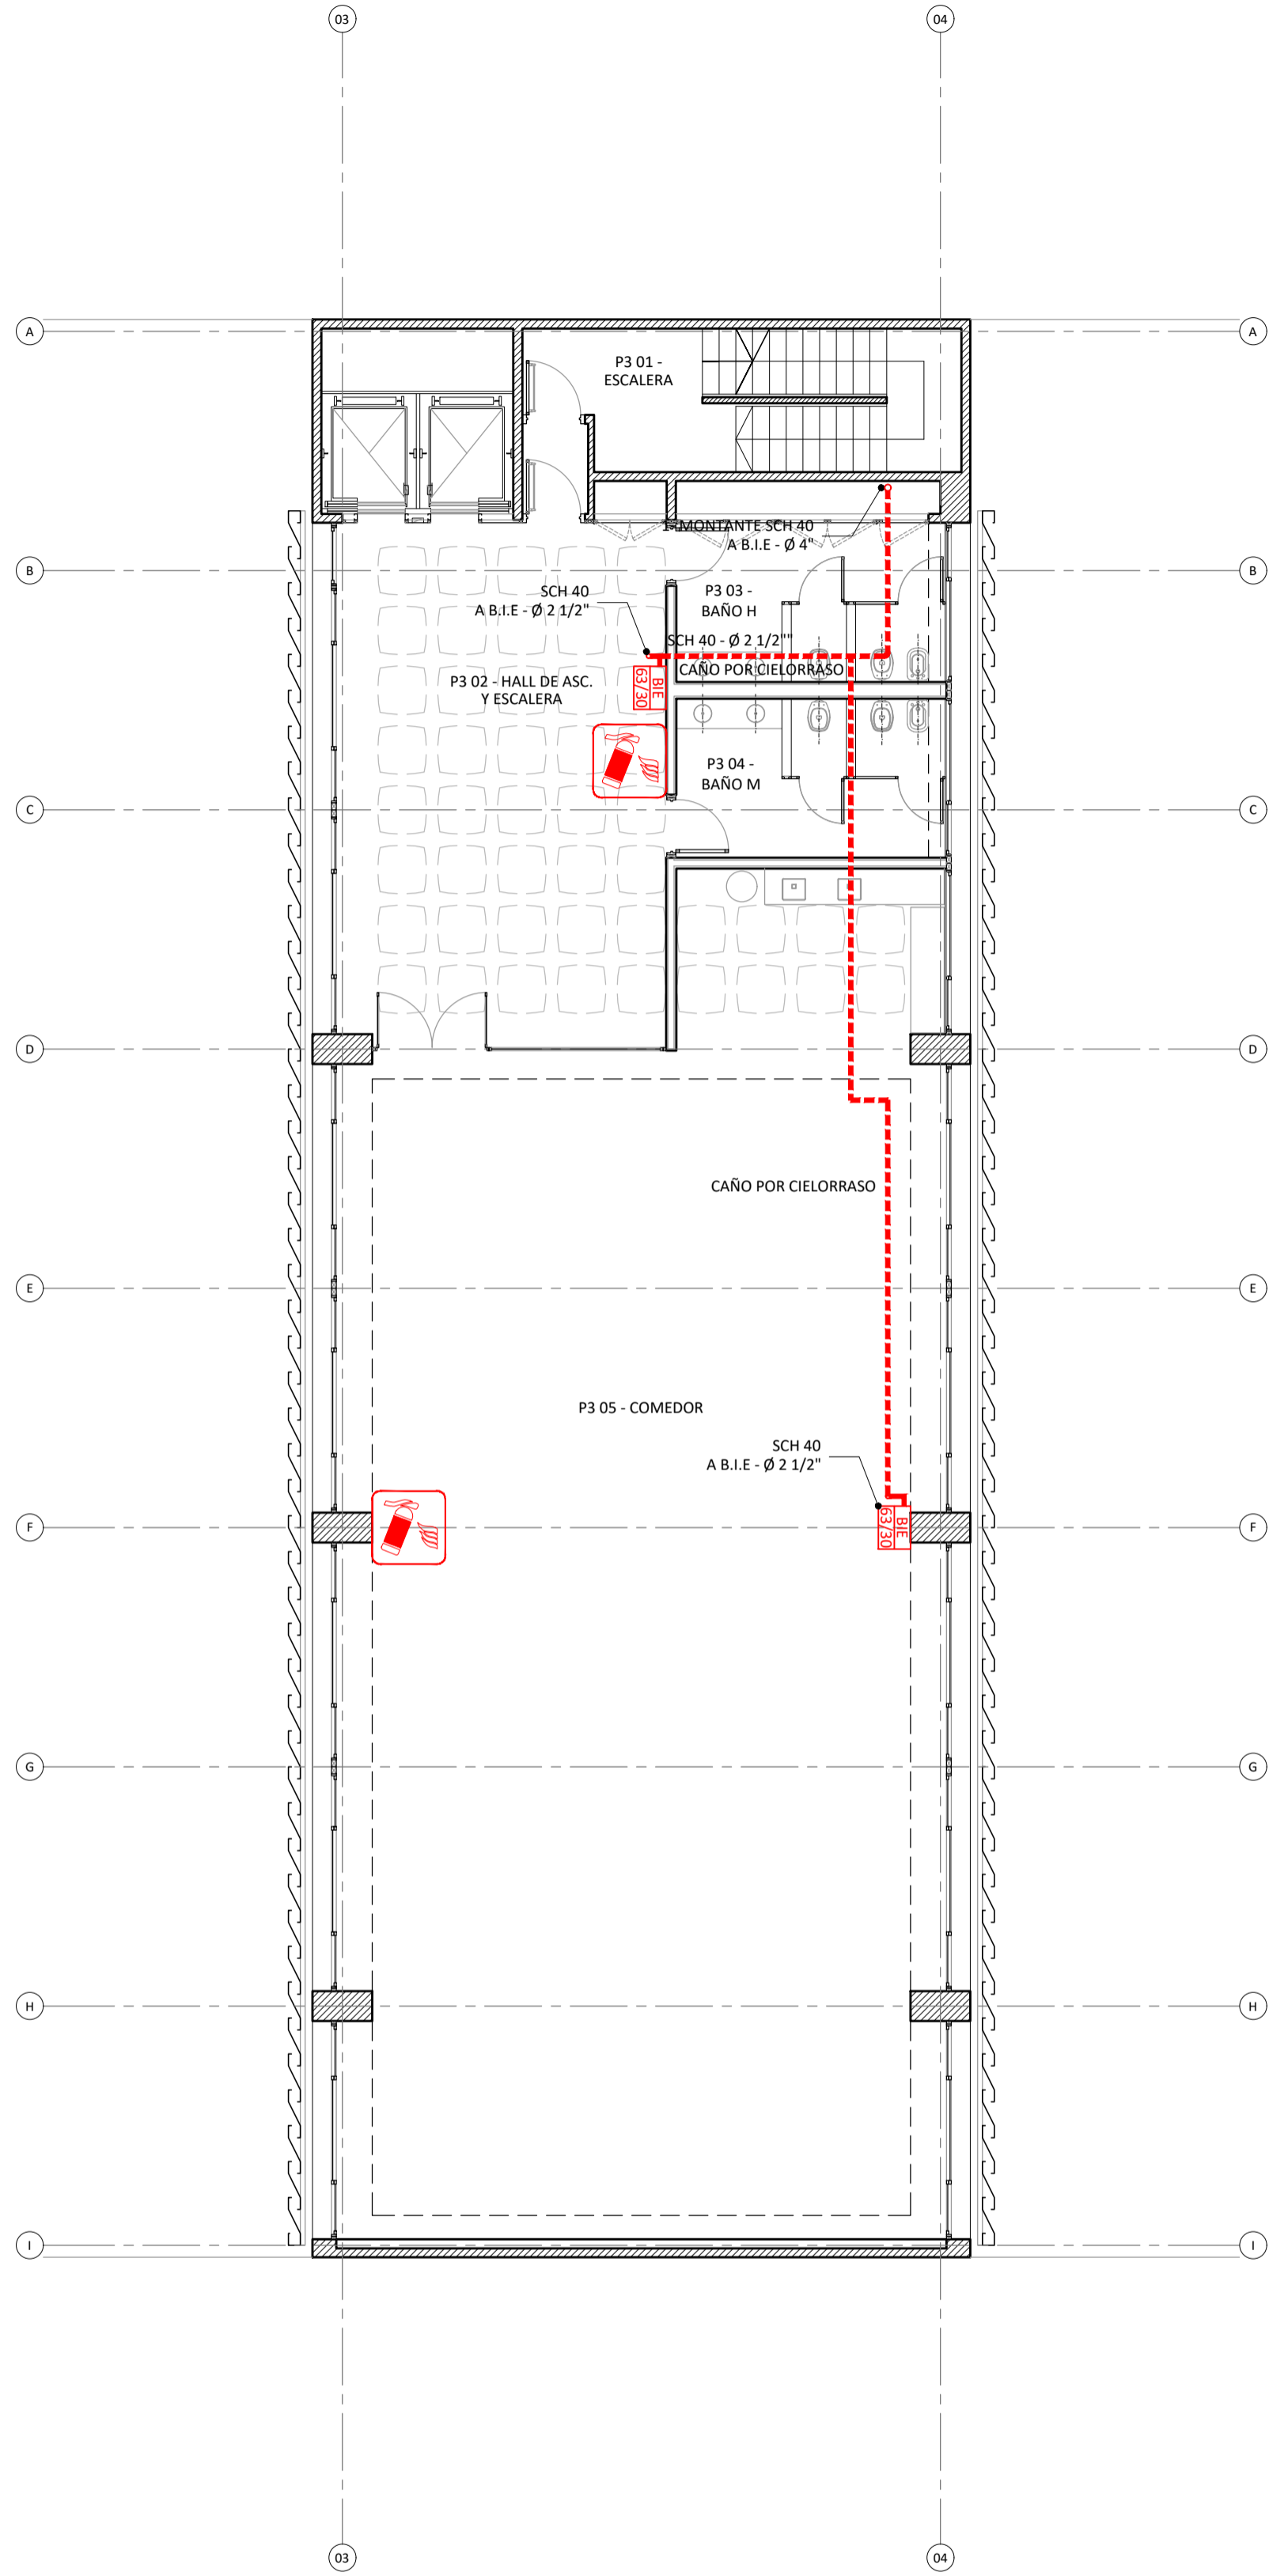 03
04
A
A
P3 01 -
ESCALERA
MONTANTE SCH 40
A B.I.E - Ø 4"
B
B
SCH 40
A B.I.E - Ø 2 1/2"
P3 03 -
BAÑO H
SCH 40 - Ø 2 1/2""
CAÑO POR CIELORRASO
P3 02 - HALL DE ASC.
Y ESCALERA
BIE
63/30
P3 04 -
BAÑO M
C
C
D
D
CAÑO POR CIELORRASO
E
E
P3 05 - COMEDOR
SCH 40
A B.I.E - Ø 2 1/2"
BIE
63/30
F
F
G
G
H
H
I
I
03
04